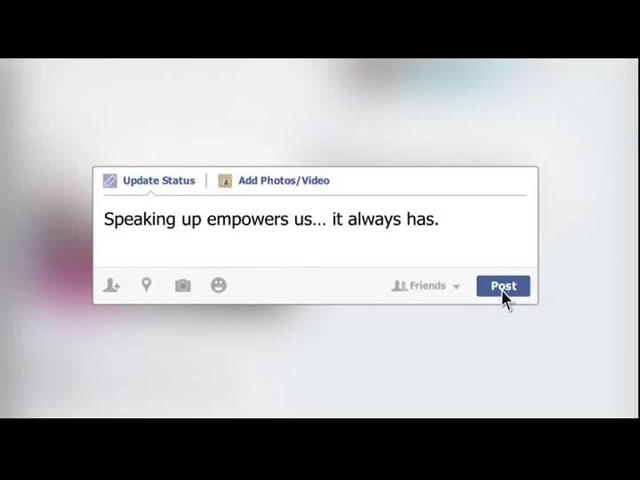 Update Status | Add Photos/Video
Speaking up empowers us... it always has.
Friends Post